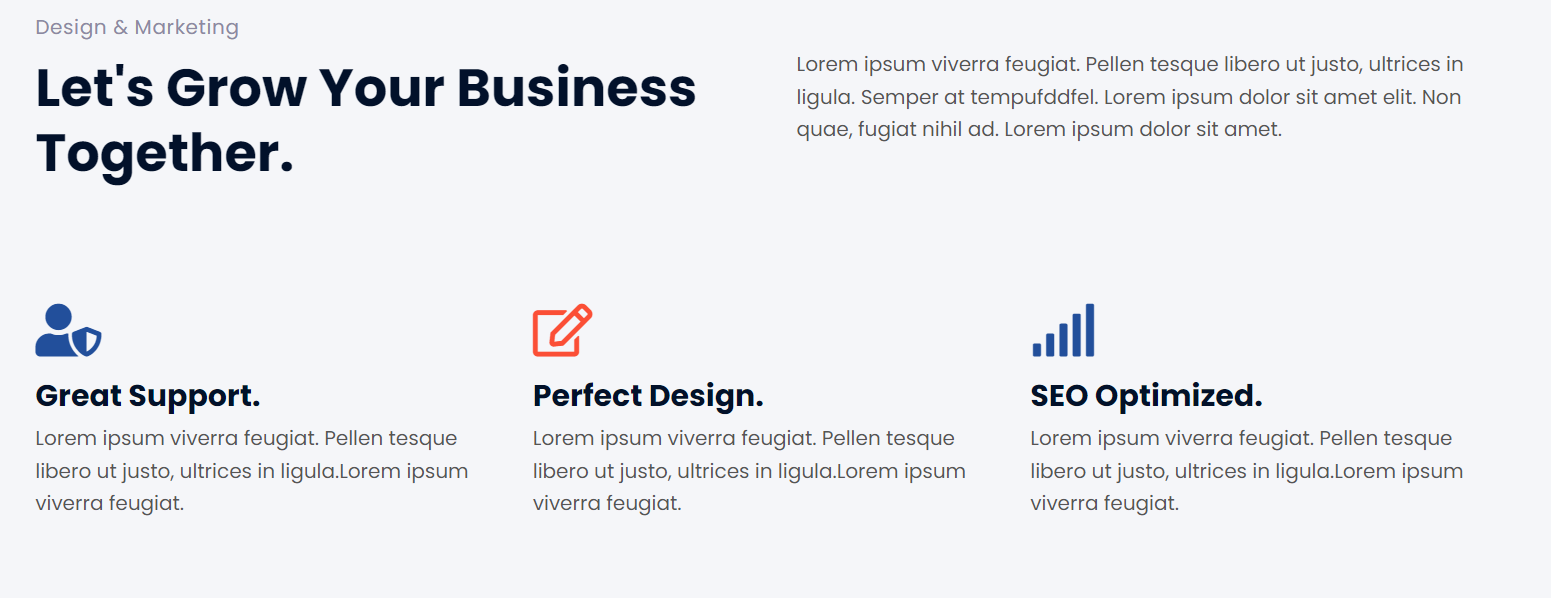 Design & Marketing
Let's Grow Your Business
Together.
Lorem ipsum viverra feugiat. Pellen tesque libero ut justo, ultrices in
ligula. Semper at tempufddfel. Lorem ipsum dolor sit amet elit. Non
quae, fugiat nihil ad. Lorem ipsum dolor sit amet.
Great Support.
Lorem ipsum viverra feugiat. Pellen tesque
libero ut justo, ultrices in ligula.Lorem ipsum
viverra feugiat.
Perfect Design.
Lorem ipsum viverra feugiat. Pellen tesque
libero ut justo, ultrices in ligula.Lorem ipsum
viverra feugiat.
SEO Optimized.
Lorem ipsum viverra feugiat. Pellen tesque
libero ut justo, ultrices in ligula.Lorem ipsum
viverra feugiat.